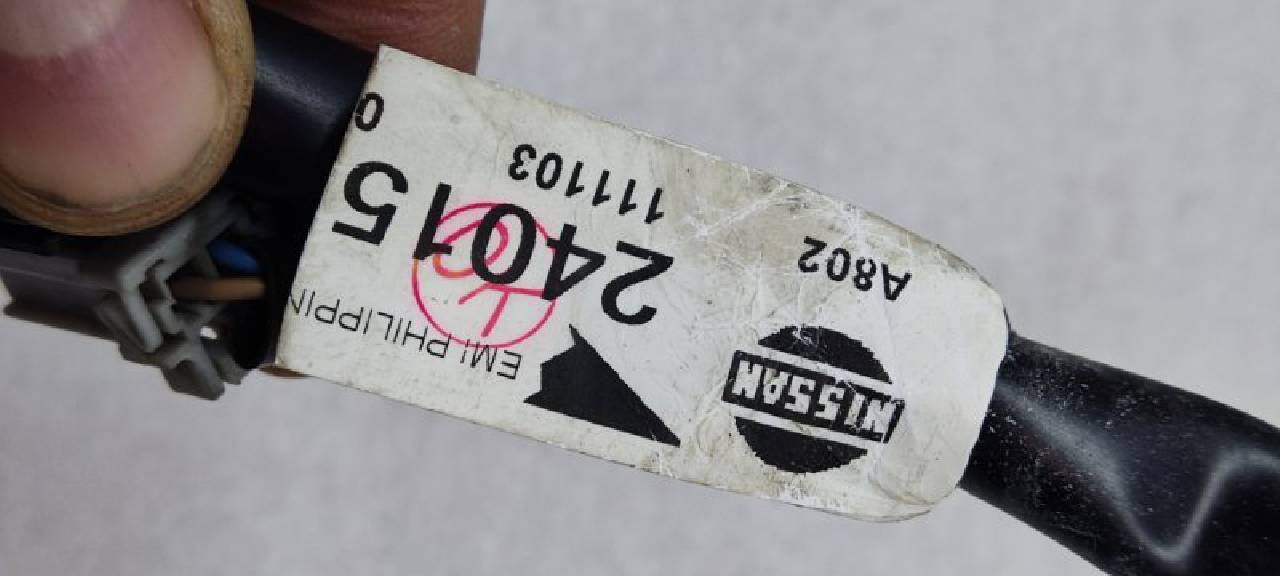 NISSAN
A802
EMI PHILIPPIN
24015
111103
0